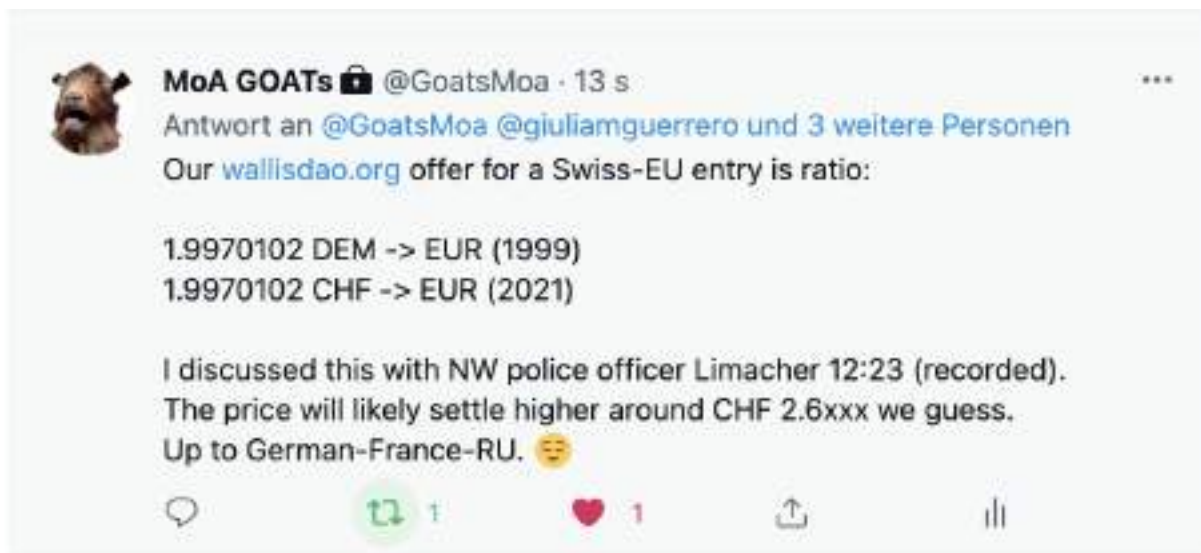 MoA GOATs @GoatsMoa · 13 s
Antwort an @GoatsMoa @giuliamguerrero und 3 weitere Personen
Our wallisdao.org offer for a Swiss-EU entry is ratio:
1.9970102 DEM -> EUR (1999)
1.9970102 CHF -> EUR (2021)
I discussed this with NW police officer Limacher 12:23 (recorded).
The price will likely settle higher around CHF 2.6xxx we guess.
Up to German-France-RU. 😌
1 1